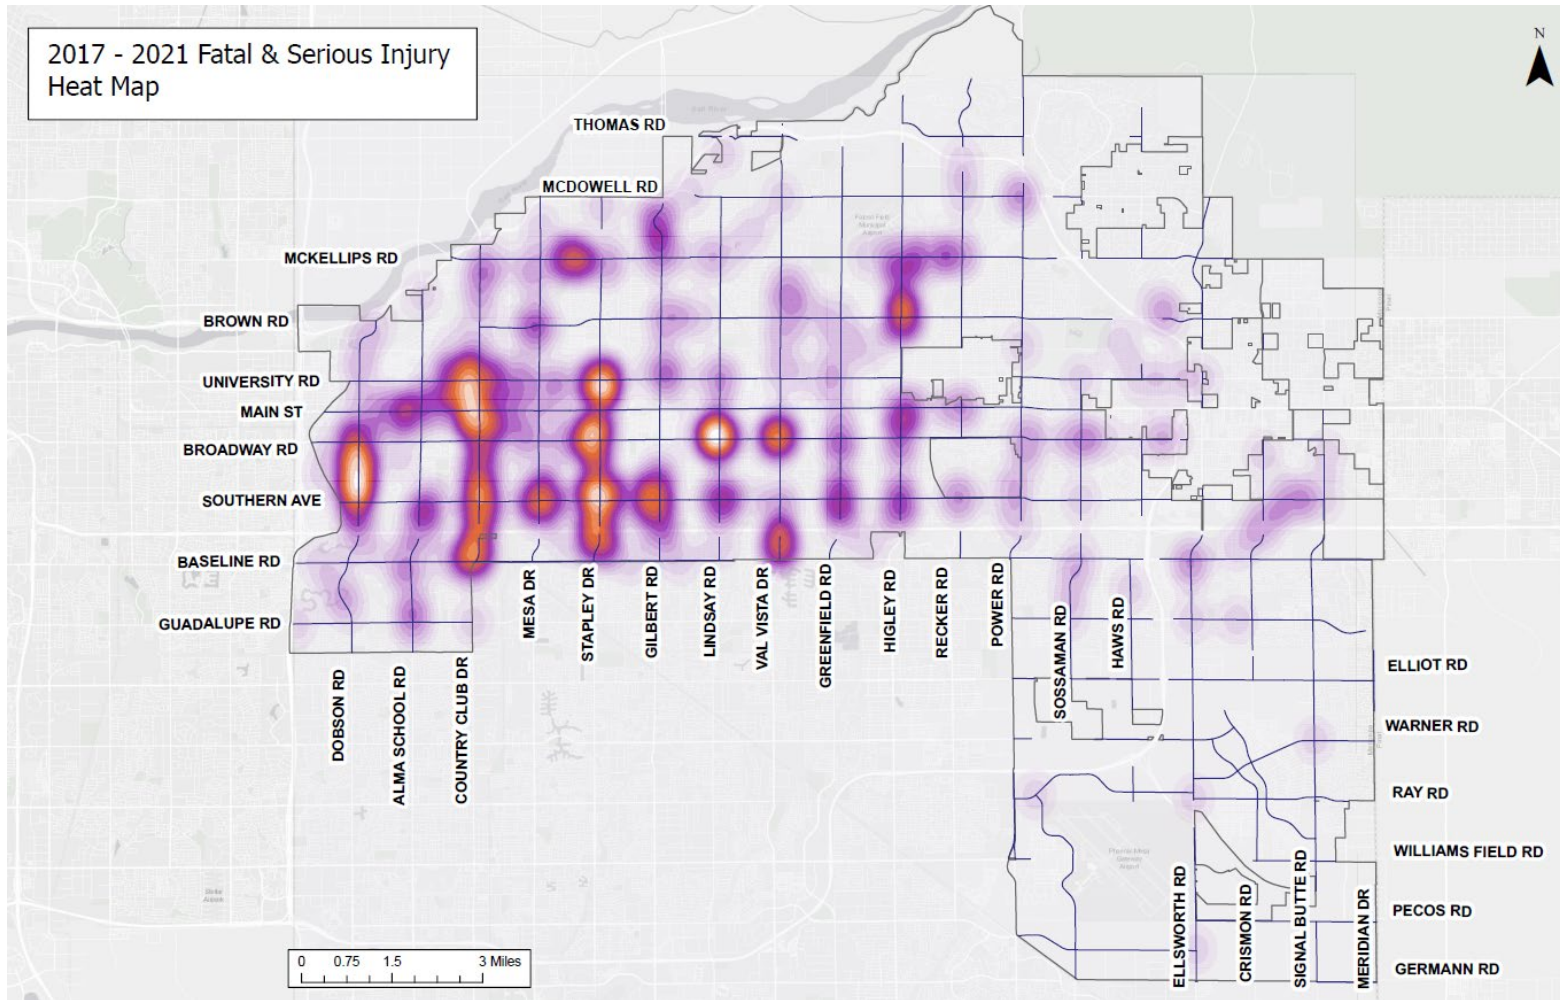 2017 - 2021 Fatal & Serious Injury
Heat Map
N
THOMAS RD
MCDOWELL RD
MCKELLIPS RD
BROWN RD
UNIVERSITY RD
MAIN ST
BROADWAY RD
SOUTHERN AVE
BASELINE RD
GUADALUPE RD
DOBSON RD
ALMA SCHOOL RD
COUNTRY CLUB DR
MESA DR
STAPLEY DR
GILBERT RD
LINDSAY RD
VAL VISTA DR
GREENFIELD RD
HIGLEY RD
RECKER RD
POWER RD
SOSSAMAN RD
HAWS RD
ELLIOT RD
WARNER RD
RAY RD
WILLIAMS FIELD RD
PECOS RD
GERMANN RD
ELLSWORTH RD
CRISMON RD
SIGNAL BUTTE RD
MERIDIAN DR
0 0.75 1.5 3 Miles